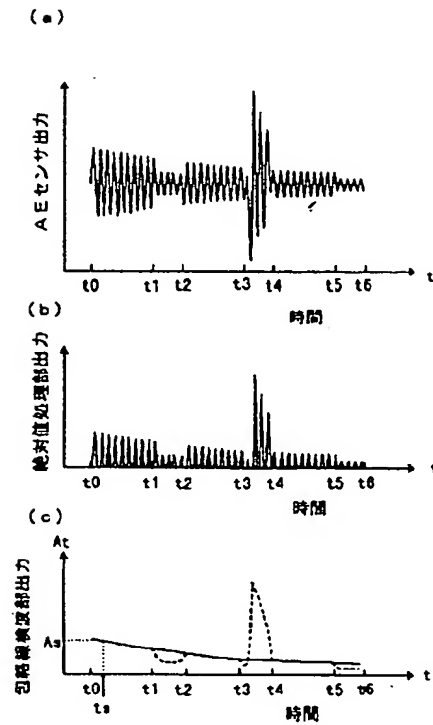 (a)
AEセンサ出力
t0 t1 t2 t3 t4 t5 t6 t
時間
(b)
絶対値処理部出力
t0 t1 t2 t3 t4 t5 t6 t
時間
(c)
包絡線検波部出力
At
As
t0 t1 t2 t3 t4 t5 t6 t
ts
時間